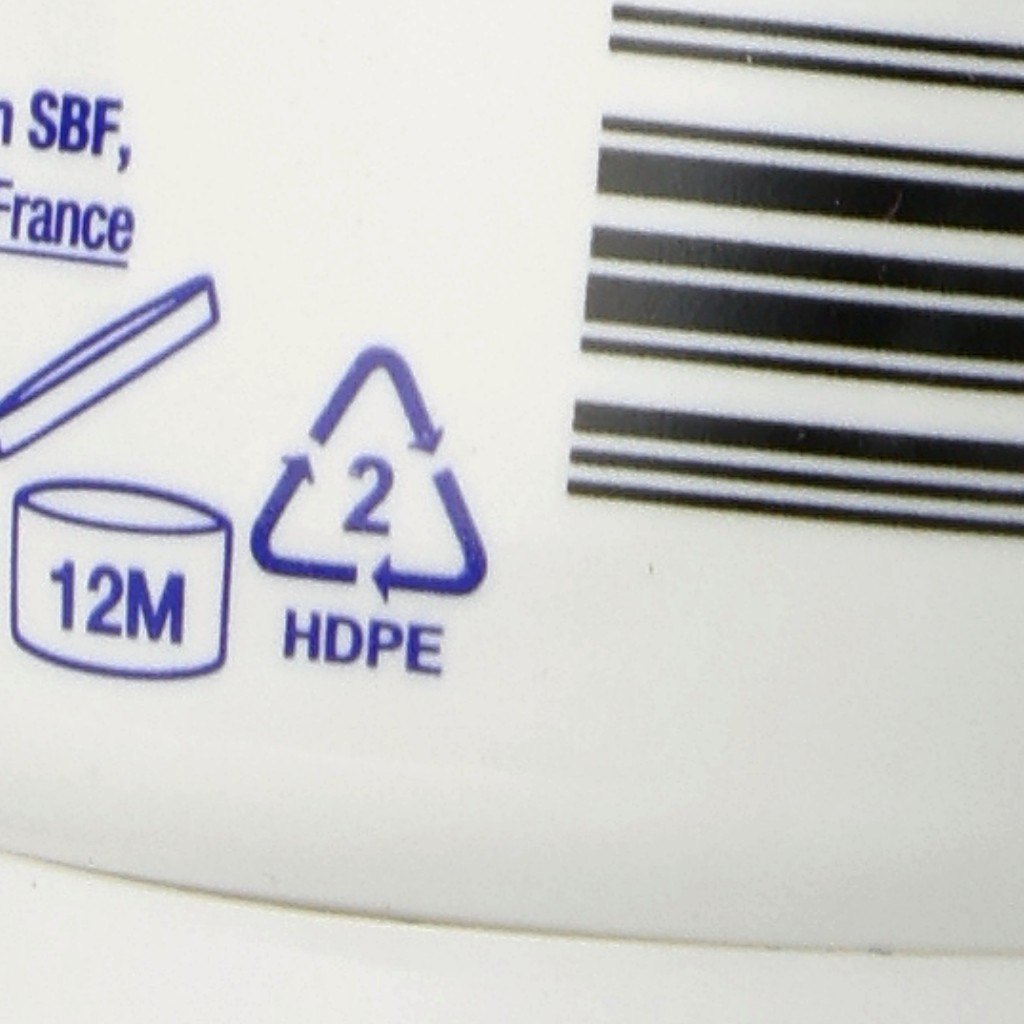 SBF,
France
2
12M
HDPE